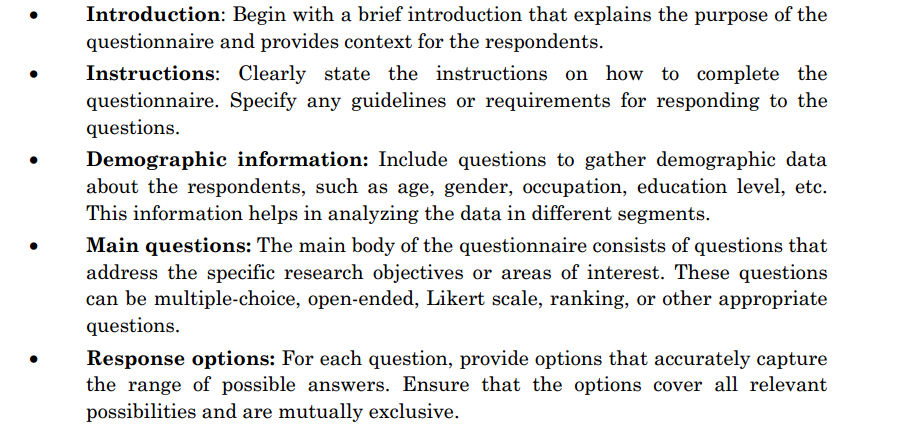 • Introduction: Begin with a brief introduction that explains the purpose of the
questionnaire and provides context for the respondents.
• Instructions: Clearly state the instructions on how to complete the
questionnaire. Specify any guidelines or requirements for responding to the
questions.
• Demographic information: Include questions to gather demographic data
about the respondents, such as age, gender, occupation, education level, etc.
This information helps in analyzing the data in different segments.
• Main questions: The main body of the questionnaire consists of questions that
address the specific research objectives or areas of interest. These questions
can be multiple-choice, open-ended, Likert scale, ranking, or other appropriate
questions.
• Response options: For each question, provide options that accurately capture
the range of possible answers. Ensure that the options cover all relevant
possibilities and are mutually exclusive.